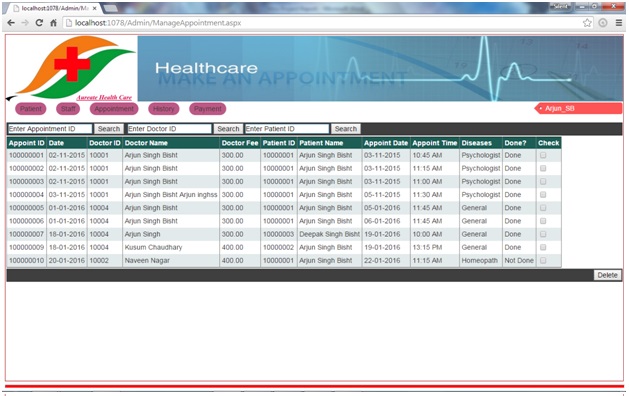 localhost:1078/Admin/ManageAppointment.aspx
Healthcare
MAKE AN APPOINTMENT
Aureate Health Care
Patient Staff Appointment History Payment Arjun_SB
Enter Appointment ID Search Enter Doctor ID Search Enter Patient ID Search
Appoint ID Date Doctor ID Doctor Name Doctor Fee Patient ID Patient Name Appoint Date Appoint Time Diseases Done? Check
100000001 02-11-2015 10001 Arjun Singh Bisht 300.00 10000001 Arjun Singh Bisht 03-11-2015 10:45 AM Psychologist Done
100000002 02-11-2015 10001 Arjun Singh Bisht 300.00 10000001 Arjun Singh Bisht 03-11-2015 11:15 AM Psychologist Done
100000003 02-11-2015 10001 Arjun Singh Bisht 300.00 10000001 Arjun Singh Bisht 03-11-2015 11:00 AM Psychologist Done
100000004 03-11-2015 10001 Arjun Singh Bisht Arjun inghss 300.00 10000001 Arjun Singh Bisht 05-11-2015 11:30 AM Psychologist Done
100000005 01-01-2016 10004 Arjun Singh Bisht 300.00 10000001 Arjun Singh Bisht 05-01-2016 11:45 AM General Done
100000006 01-01-2016 10004 Arjun Singh Bisht 300.00 10000001 Arjun Singh Bisht 06-01-2016 11:45 AM General Done
100000007 18-01-2016 10004 Arjun Singh 300.00 10000003 Deepak Singh Bisht 19-01-2016 10:00 AM General Done
100000009 18-01-2016 10004 Kusum Chaudhary 400.00 10000002 Arjun Singh Bisht 19-01-2016 13:15 PM General Done
100000010 20-01-2016 10002 Naveen Nagar 400.00 10000001 Arjun Singh Bisht 22-01-2016 11:15 AM Homeopath Not Done
Delete